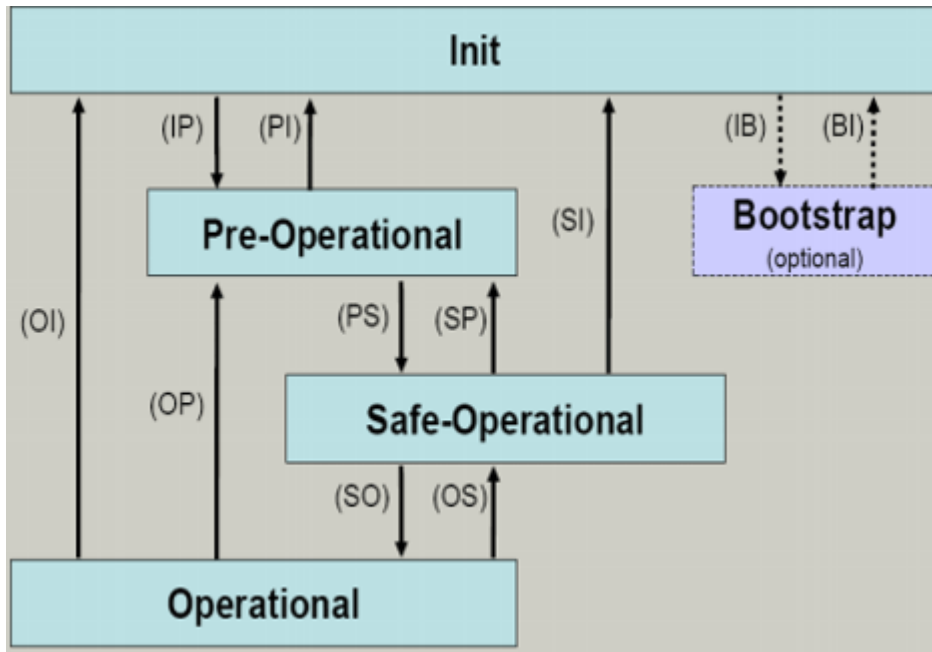 Init
(IP)
(PI)
(IB)
(BI)
Pre-Operational
(SI)
Bootstrap
(optional)
(OI)
(PS)
(SP)
(OP)
Safe-Operational
(SO)
(OS)
Operational